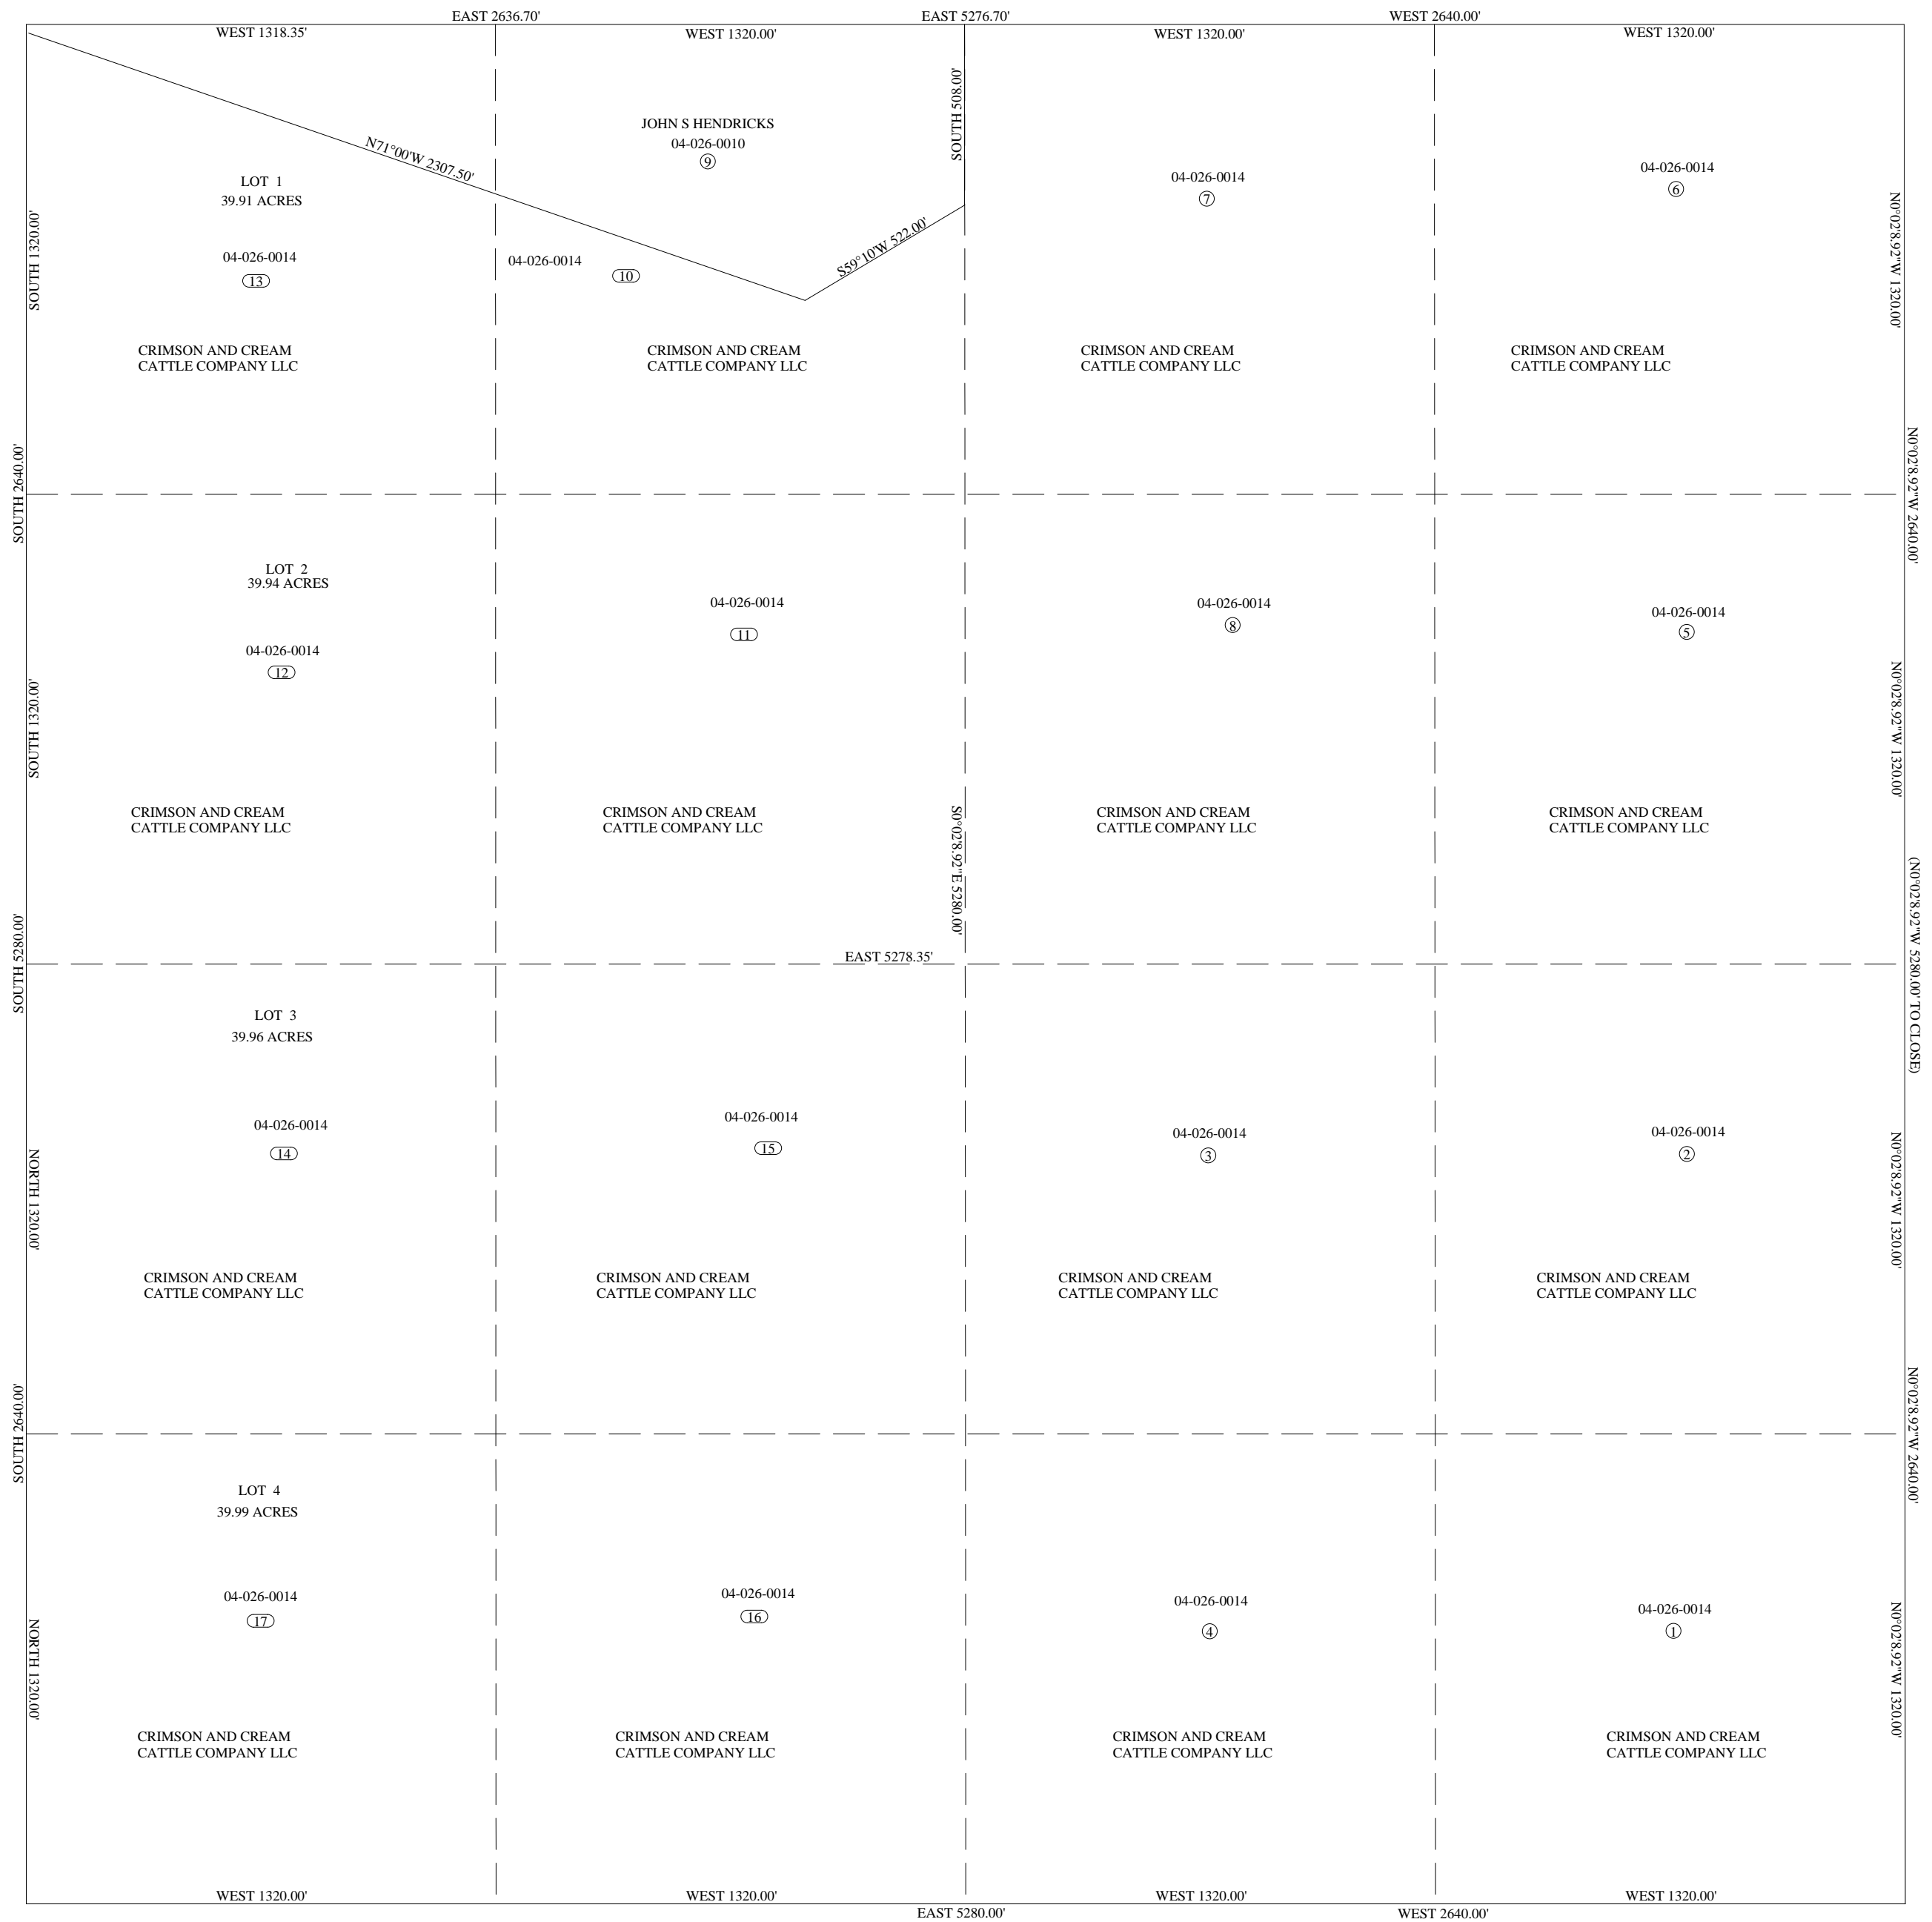 EAST 2636.70'
EAST 5276.70'
WEST 2640.00'
WEST 1318.35'
WEST 1320.00'
WEST 1320.00'
WEST 1320.00'
SOUTH 508.00'
JOHN S HENDRICKS
04-026-0010
9
N71°00'W 2307.50'
LOT 1
39.91 ACRES
04-026-0014
7
04-026-0014
6
SOUTH 1320.00'
N0°02'8.92"W 1320.00'
S59°10'W 522.00'
04-026-0014
13
04-026-0014
10
CRIMSON AND CREAM
CATTLE COMPANY LLC
CRIMSON AND CREAM
CATTLE COMPANY LLC
CRIMSON AND CREAM
CATTLE COMPANY LLC
CRIMSON AND CREAM
CATTLE COMPANY LLC
SOUTH 2640.00'
N0°02'8.92"W 2640.00'
LOT 2
39.94 ACRES
04-026-0014
11
04-026-0014
8
04-026-0014
5
04-026-0014
12
SOUTH 1320.00'
N0°02'8.92"W 1320.00'
CRIMSON AND CREAM
CATTLE COMPANY LLC
CRIMSON AND CREAM
CATTLE COMPANY LLC
S0°02'8.92"E 5280.00'
CRIMSON AND CREAM
CATTLE COMPANY LLC
CRIMSON AND CREAM
CATTLE COMPANY LLC
SOUTH 5280.00'
EAST 5278.35'
(N0°02'8.92"W 5280.00' TO CLOSE)
LOT 3
39.96 ACRES
04-026-0014
14
04-026-0014
15
04-026-0014
3
04-026-0014
2
NORTH 1320.00'
N0°02'8.92"W 1320.00'
CRIMSON AND CREAM
CATTLE COMPANY LLC
CRIMSON AND CREAM
CATTLE COMPANY LLC
CRIMSON AND CREAM
CATTLE COMPANY LLC
CRIMSON AND CREAM
CATTLE COMPANY LLC
SOUTH 2640.00'
N0°02'8.92"W 2640.00'
LOT 4
39.99 ACRES
04-026-0014
17
04-026-0014
16
04-026-0014
4
04-026-0014
1
NORTH 1320.00'
N0°02'8.92"W 1320.00'
CRIMSON AND CREAM
CATTLE COMPANY LLC
CRIMSON AND CREAM
CATTLE COMPANY LLC
CRIMSON AND CREAM
CATTLE COMPANY LLC
CRIMSON AND CREAM
CATTLE COMPANY LLC
WEST 1320.00'
WEST 1320.00'
WEST 1320.00'
WEST 1320.00'
EAST 5280.00'
WEST 2640.00'